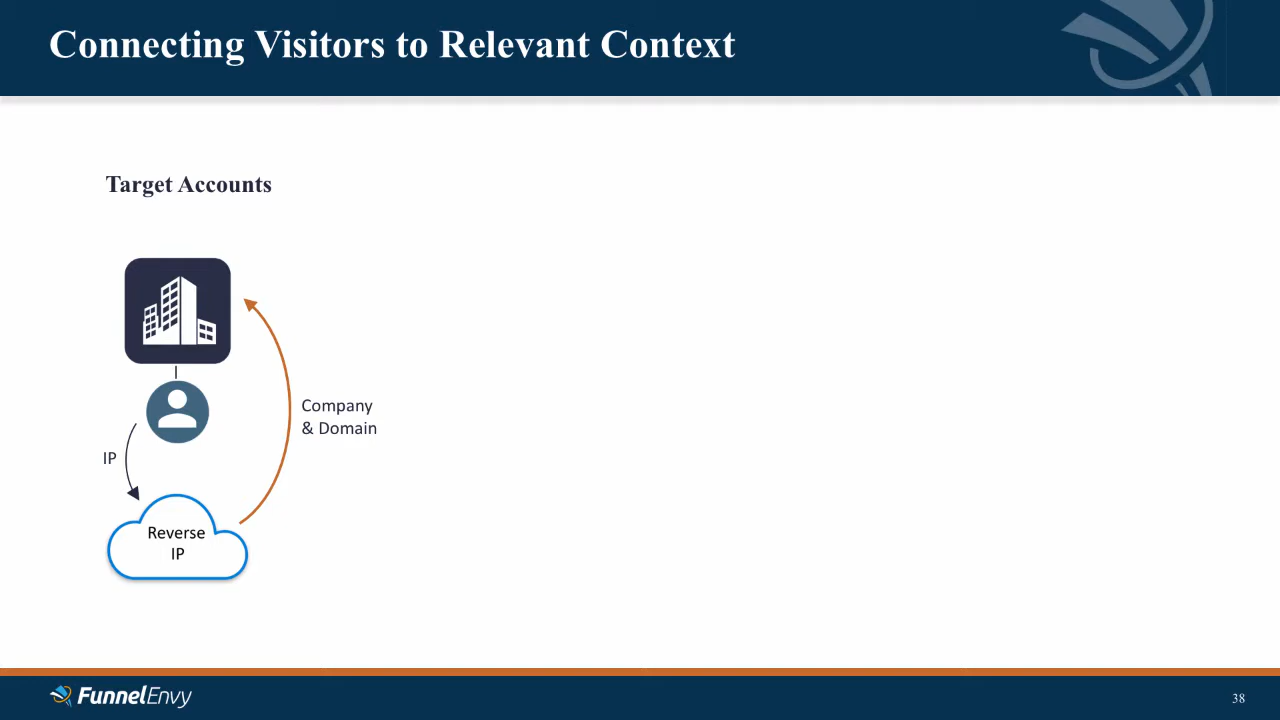 Connecting Visitors to Relevant Context
Target Accounts
Company
& Domain
IP
Reverse
IP
FunnelEnvy
38